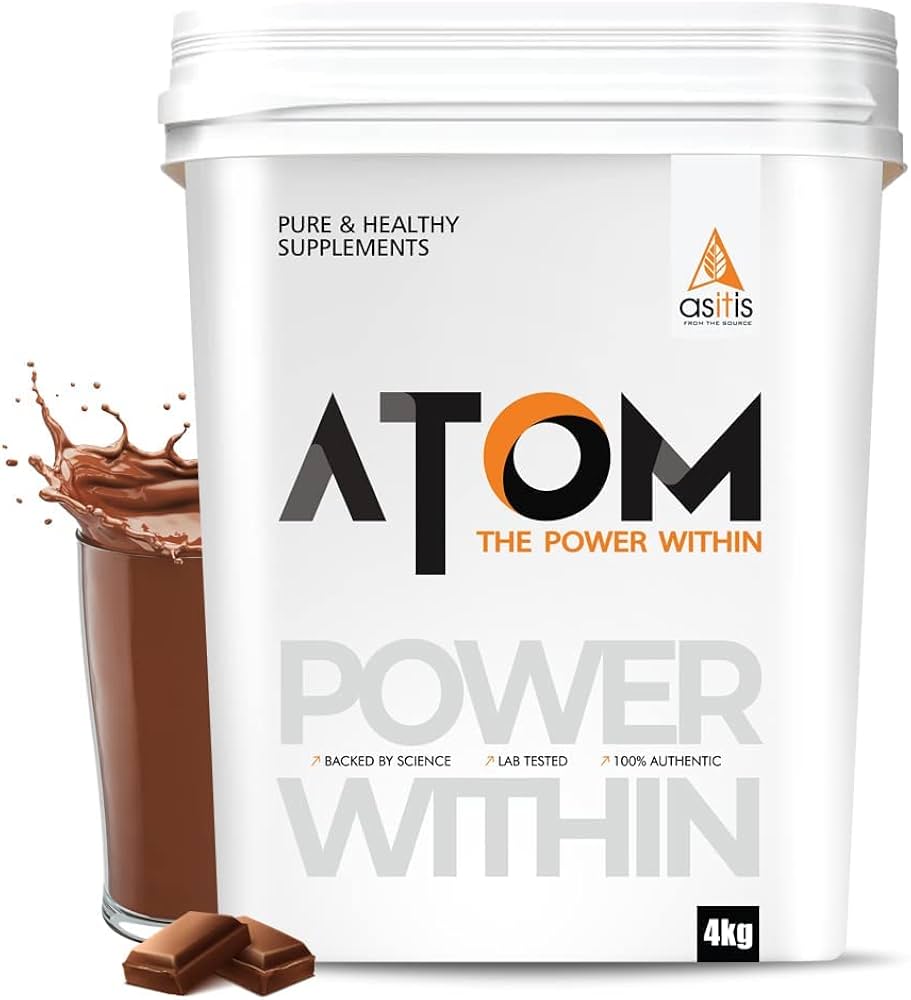 PURE & HEALTHY
SUPPLEMENTS
asitis
FROM THE SOURCE
ATOM
THE POWER WITHIN
POWER
↗ BACKED BY SCIENCE ↗ LAB TESTED ↗ 100% AUTHENTIC
WITHIN
4kg